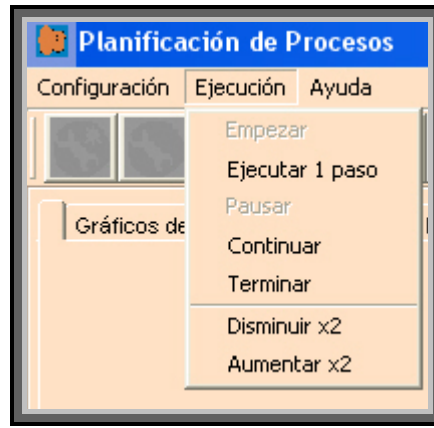 Planificación de Procesos
Configuración Ejecución Ayuda
Empezar
Ejecutar 1 paso
Pausar
Gráficos de
Continuar
Terminar
Disminuir x2
Aumentar x2